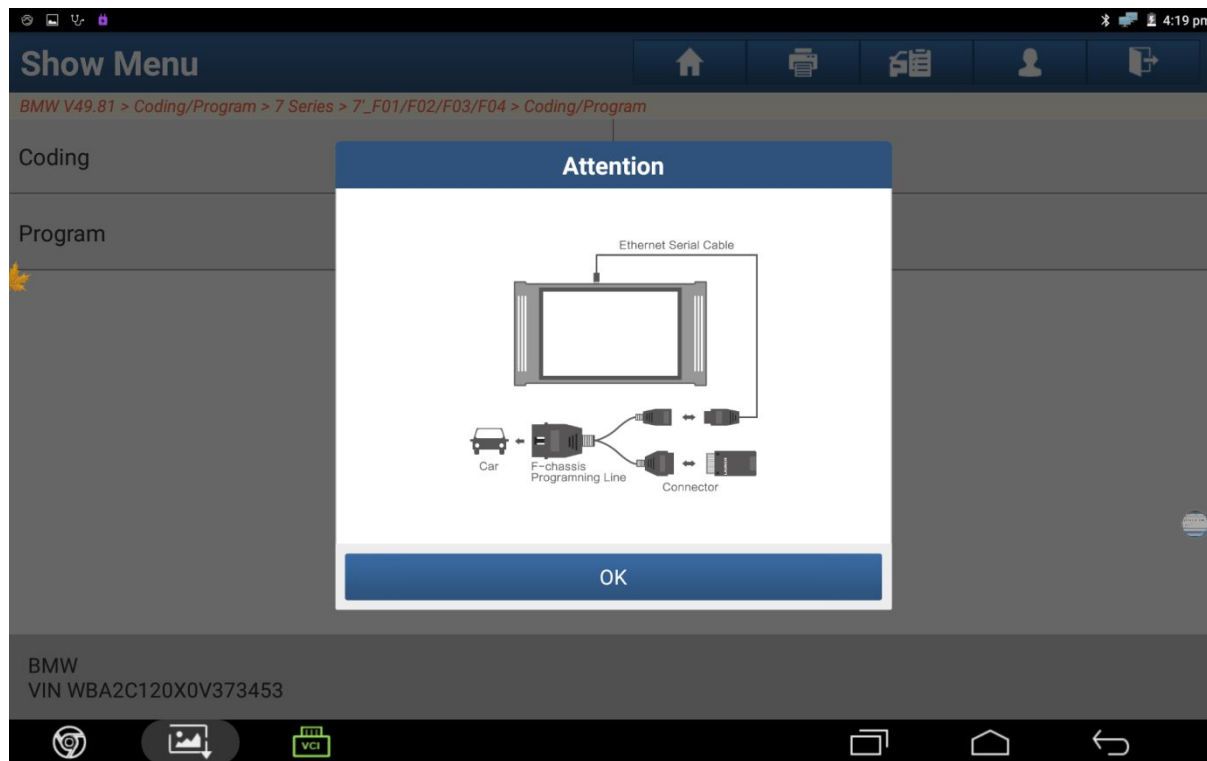 4:19 pm
Show Menu
BMW V49.81 > Coding/Program > 7 Series > 7'_F01/F02/F03/F04 > Coding/Program
Coding
Attention
Program
Ethernet Serial Cable
Car
F-chassis
Programning Line
Connector
OK
BMW
VIN WBA2C120X0V373453
VCI